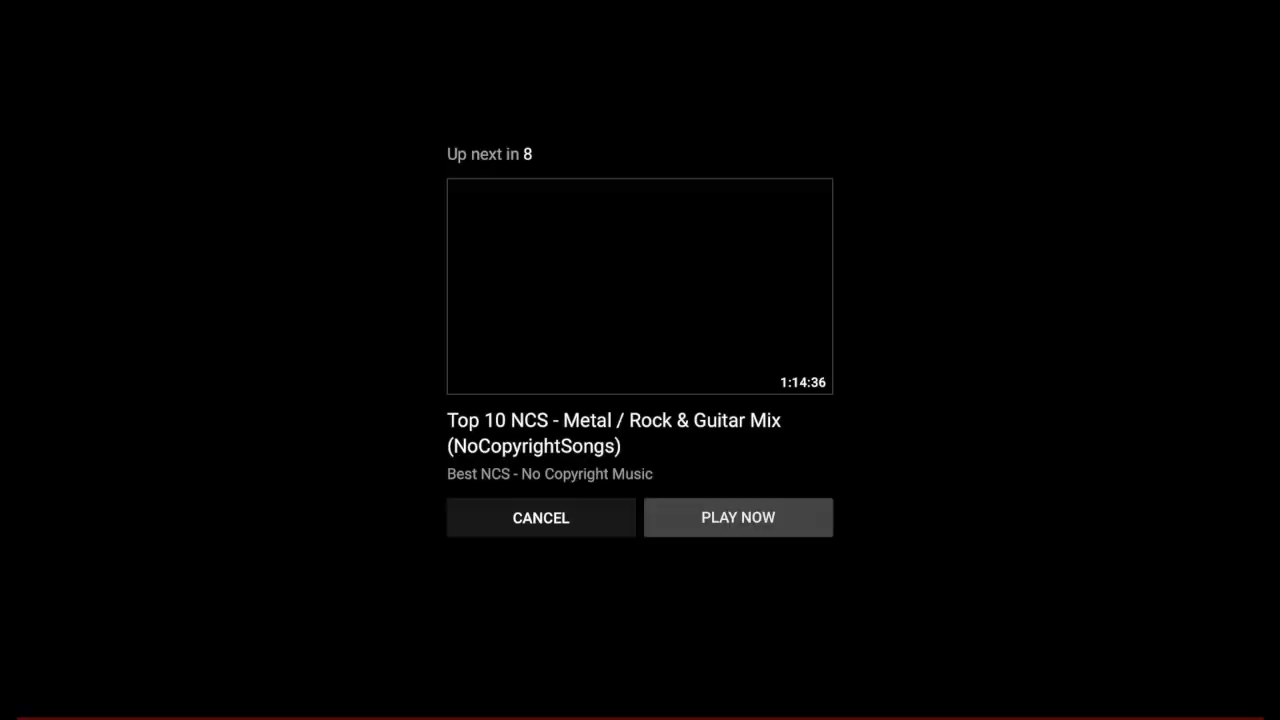 Up next in 8
1:14:36
Top 10 NCS - Metal / Rock & Guitar Mix
(NoCopyrightSongs)
Best NCS - No Copyright Music
CANCEL
PLAY NOW